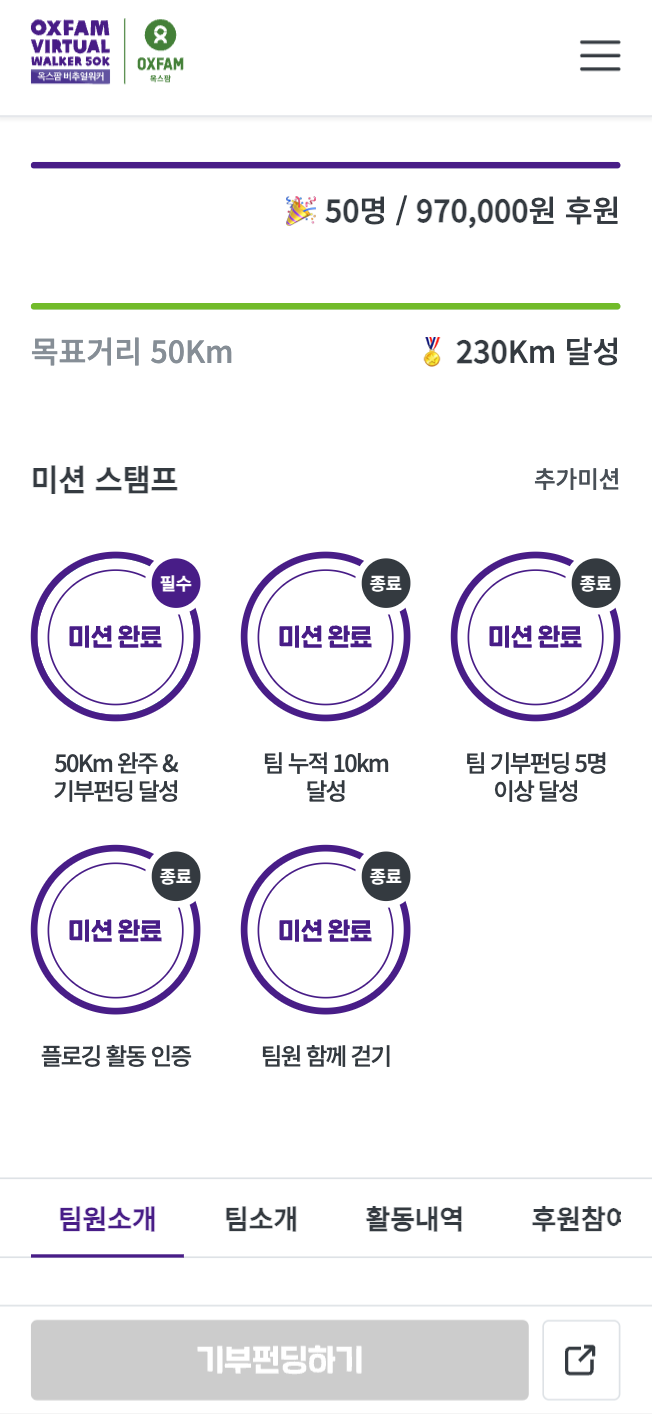 OXFAM
VIRTUAL
WALKER 50K
옥스팜 버추얼워커
OXFAM
옥스팜
50명 / 970,000원 후원
목표거리 50Km
230Km 달성
미션 스탬프
추가미션
필수
미션 완료
50Km 완주 &
기부펀딩 달성
종료
미션 완료
팀 누적 10km
달성
종료
미션 완료
팀 기부펀딩 5명
이상 달성
종료
미션 완료
플로깅 활동 인증
종료
미션 완료
팀원 함께 걷기
팀원소개
팀소개
활동내역
후원참여
기부펀딩하기